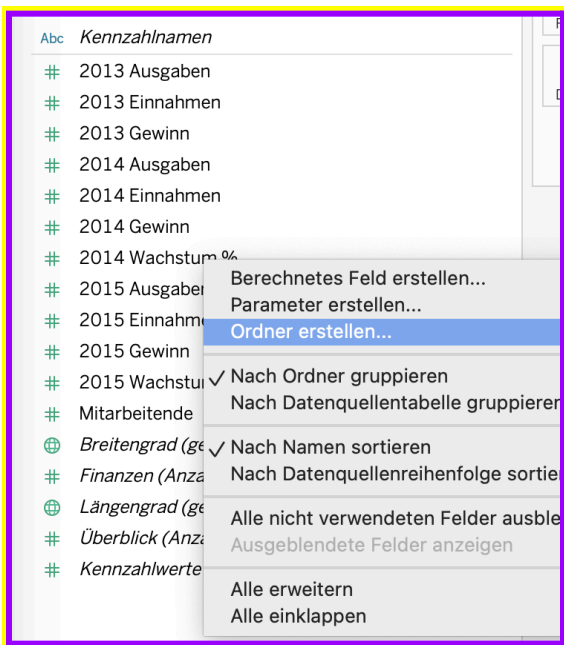 Abc Kennzahlnamen
2013 Ausgaben
2013 Einnahmen
2013 Gewinn
2014 Ausgaben
2014 Einnahmen
2014 Gewinn
2014 Wachstum %
2015 Ausgaben
2015 Einnahme
2015 Gewinn
2015 Wachstu
Mitarbeitende
Breitengrad (ge
Finanzen (Anza
Längengrad (ge
Überblick (Anza
Kennzahlwerte
Berechnetes Feld erstellen...
Parameter erstellen...
Ordner erstellen...
✓ Nach Ordner gruppieren
Nach Datenquellentabelle gruppieren
✓ Nach Namen sortieren
Nach Datenquellenreihenfolge sortie
Alle nicht verwendeten Felder ausble
Ausgeblendete Felder anzeigen
Alle erweitern
Alle einklappen